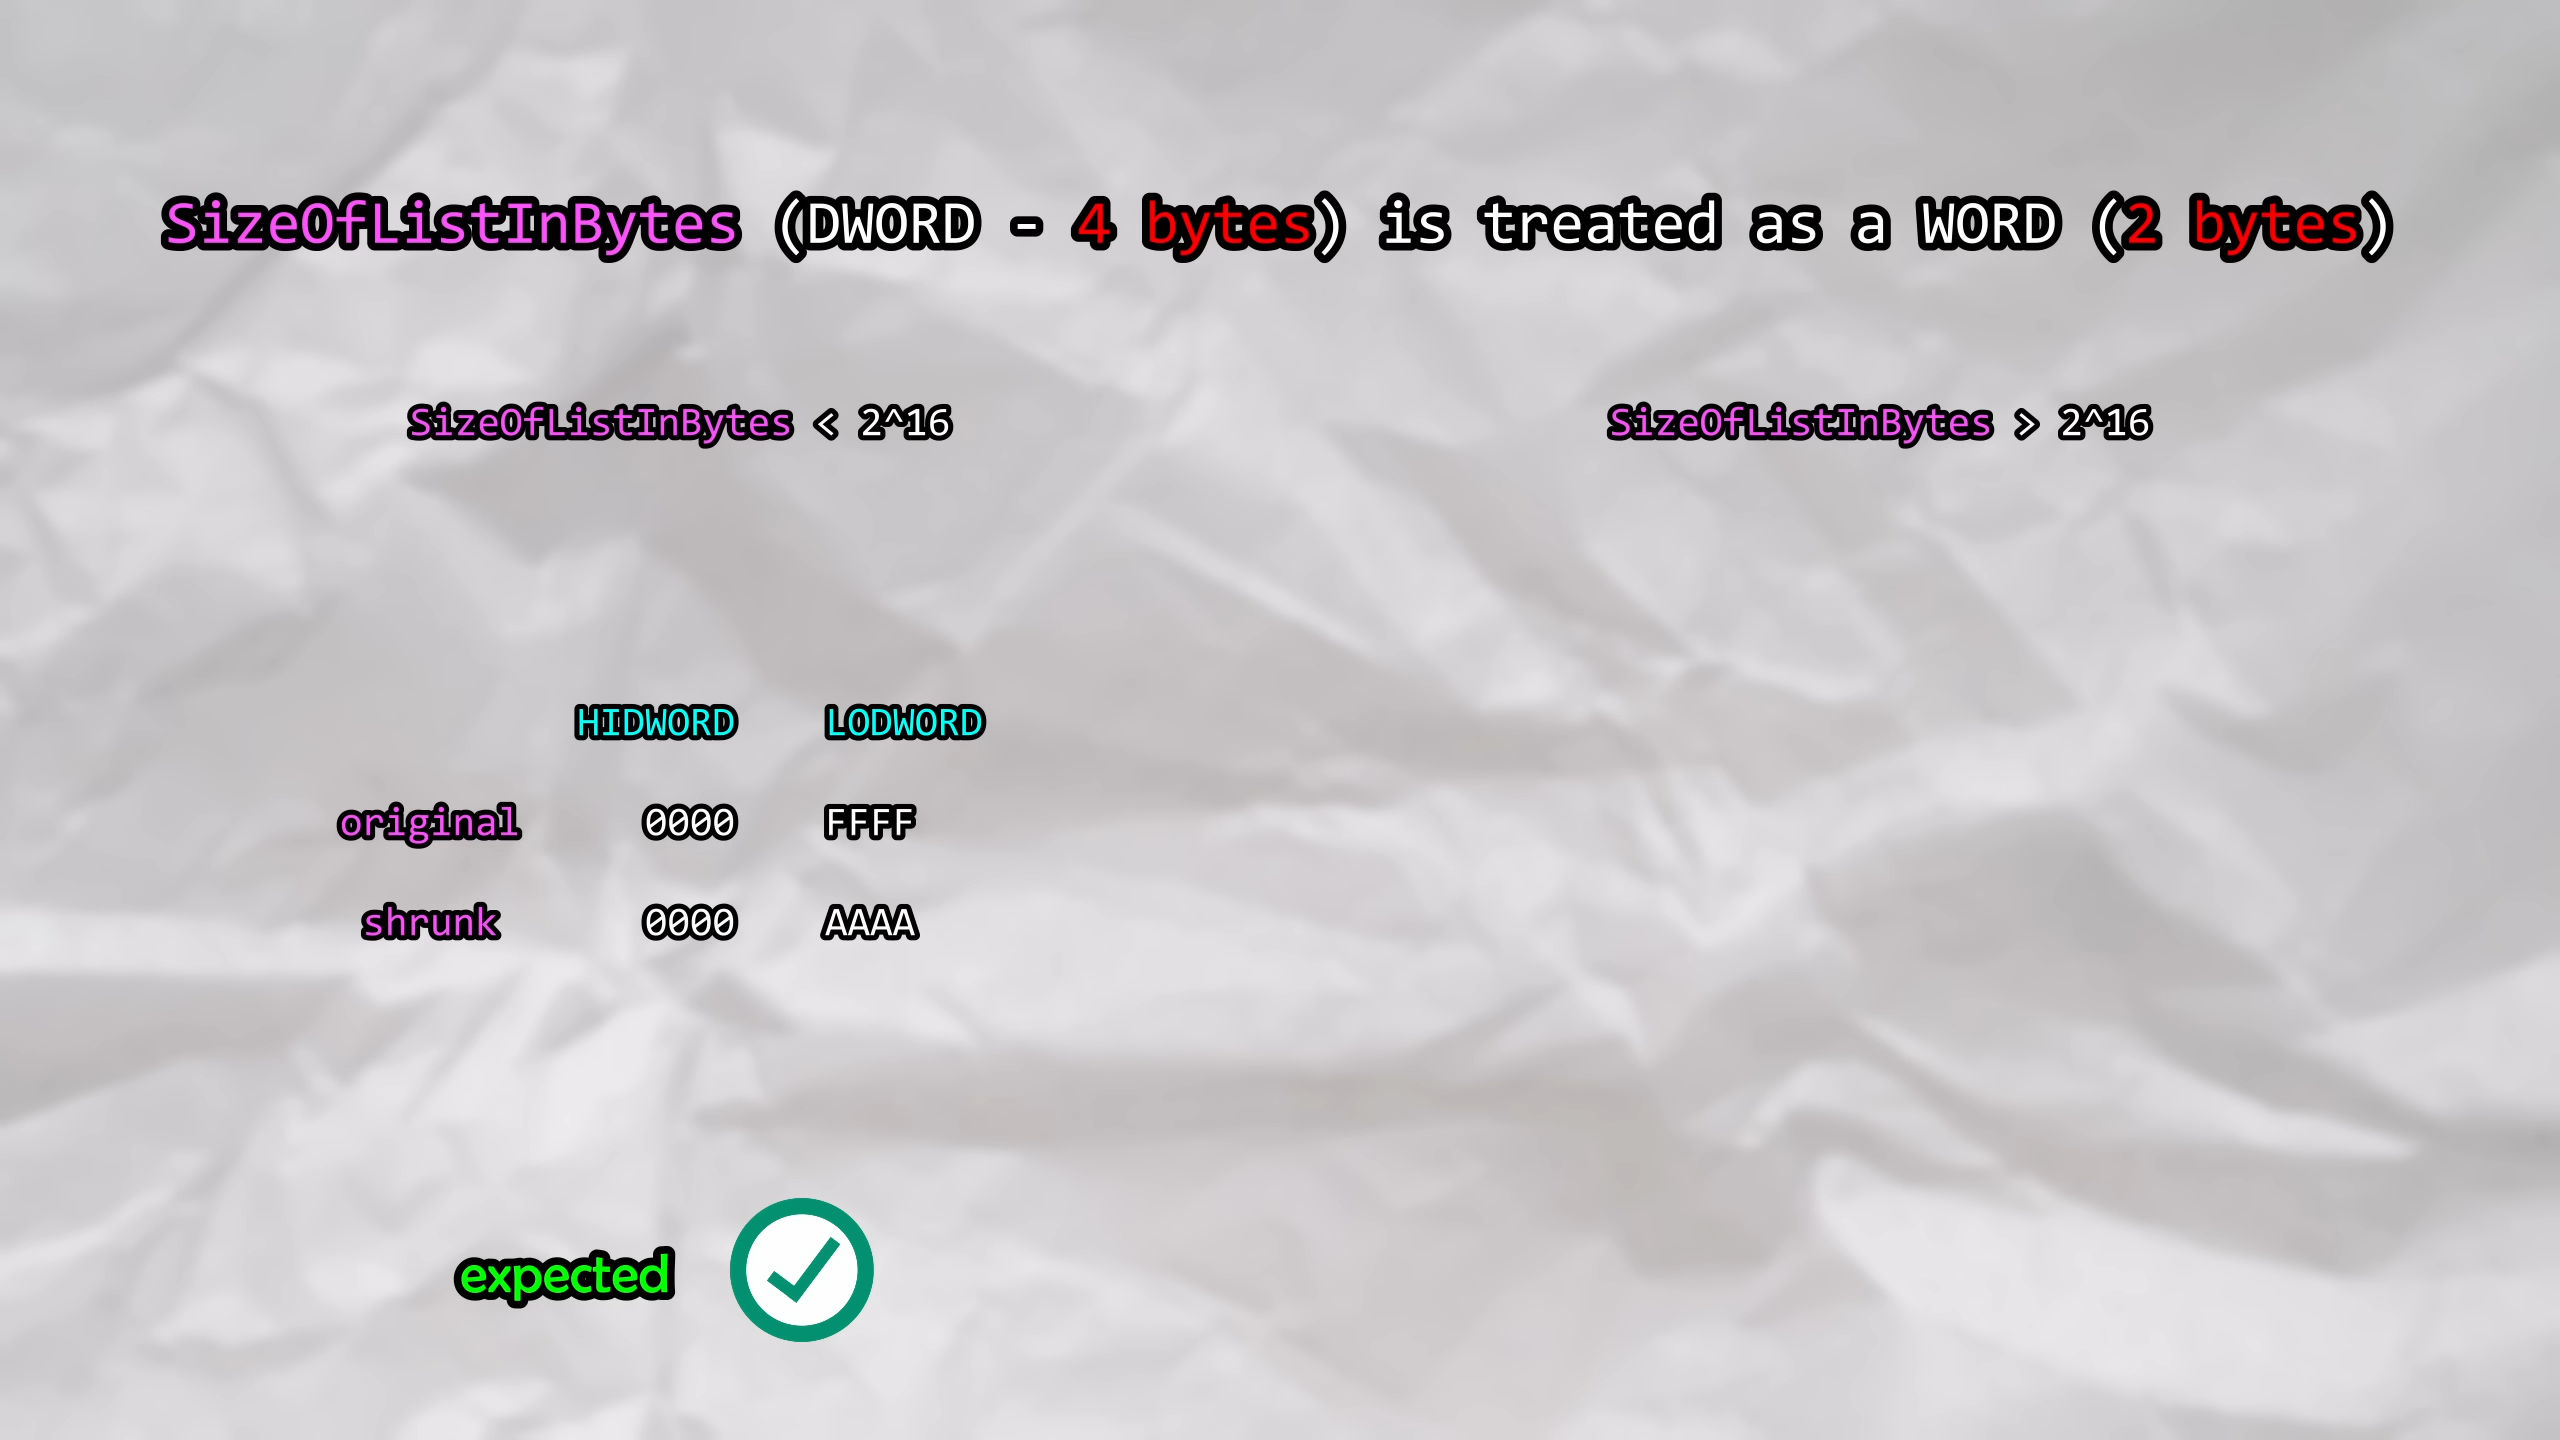 SizeOfListInBytes (DWORD - 4 bytes) is treated as a WORD (2 bytes)
SizeOfListInBytes < 2^16
SizeOfListInBytes > 2^16
HIDWORD LODWORD
original 0000 FFFF
shrunk 0000 AAAA
expected